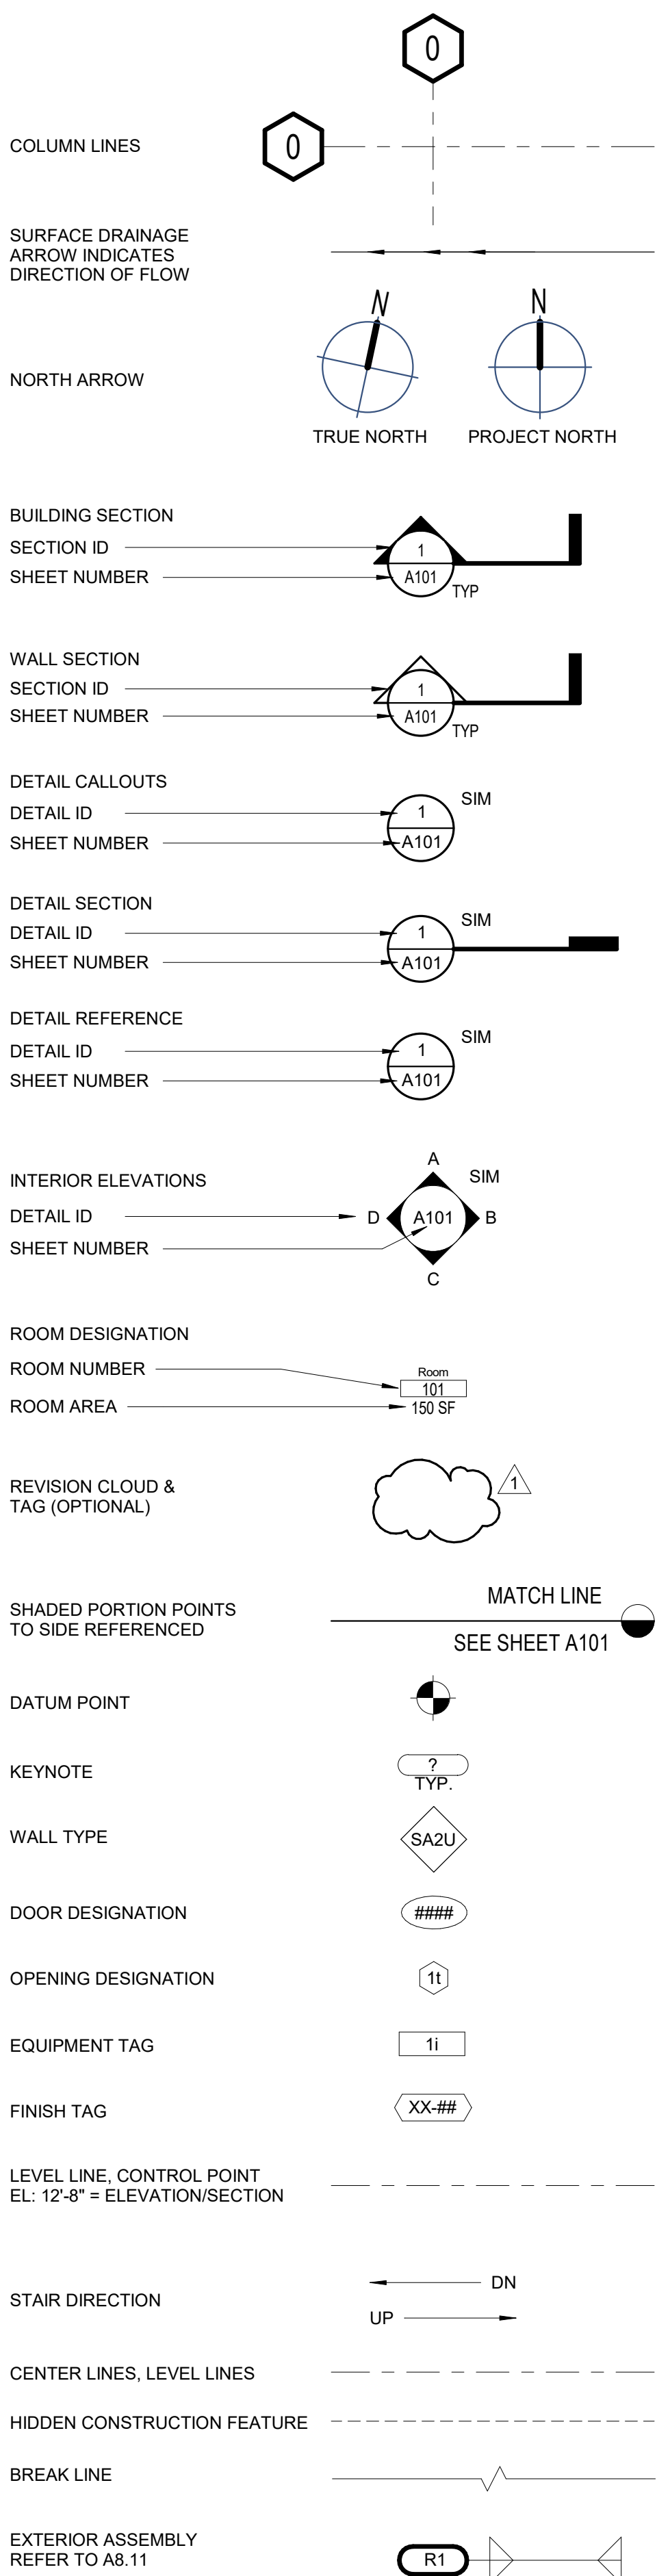 0
COLUMN LINES
0
SURFACE DRAINAGE
ARROW INDICATES
DIRECTION OF FLOW
N
N
NORTH ARROW
TRUE NORTH
PROJECT NORTH
BUILDING SECTION
SECTION ID
1
SHEET NUMBER
A101
TYP
WALL SECTION
SECTION ID
1
SHEET NUMBER
A101
TYP
DETAIL CALLOUTS
SIM
DETAIL ID
1
SHEET NUMBER
A101
DETAIL SECTION
SIM
DETAIL ID
1
SHEET NUMBER
A101
DETAIL REFERENCE
SIM
DETAIL ID
1
SHEET NUMBER
A101
A
INTERIOR ELEVATIONS
SIM
DETAIL ID
D
A101
B
SHEET NUMBER
C
ROOM DESIGNATION
ROOM NUMBER
Room
101
ROOM AREA
150 SF
REVISION CLOUD &
TAG (OPTIONAL)
1
MATCH LINE
SHADED PORTION POINTS
TO SIDE REFERENCED
SEE SHEET A101
DATUM POINT
KEYNOTE
?
TYP.
WALL TYPE
SA2U
DOOR DESIGNATION
####
OPENING DESIGNATION
1t
EQUIPMENT TAG
1i
FINISH TAG
XX-##
LEVEL LINE, CONTROL POINT
EL: 12'-8" = ELEVATION/SECTION
STAIR DIRECTION
DN
UP
CENTER LINES, LEVEL LINES
HIDDEN CONSTRUCTION FEATURE
BREAK LINE
EXTERIOR ASSEMBLY
REFER TO A8.11
R1